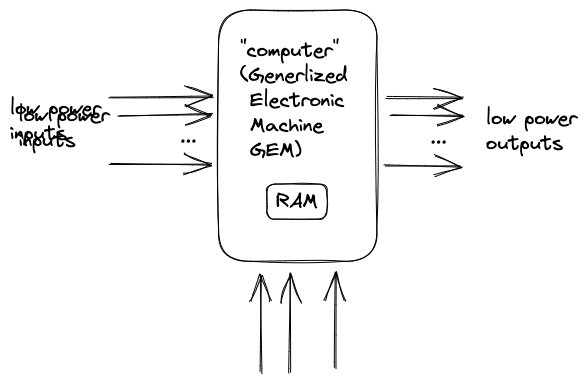 "computer"
(Generlized
Electronic
Machine
GEM)
RAM
low power
inputs
low power
inputs
...
...
low power
outputs